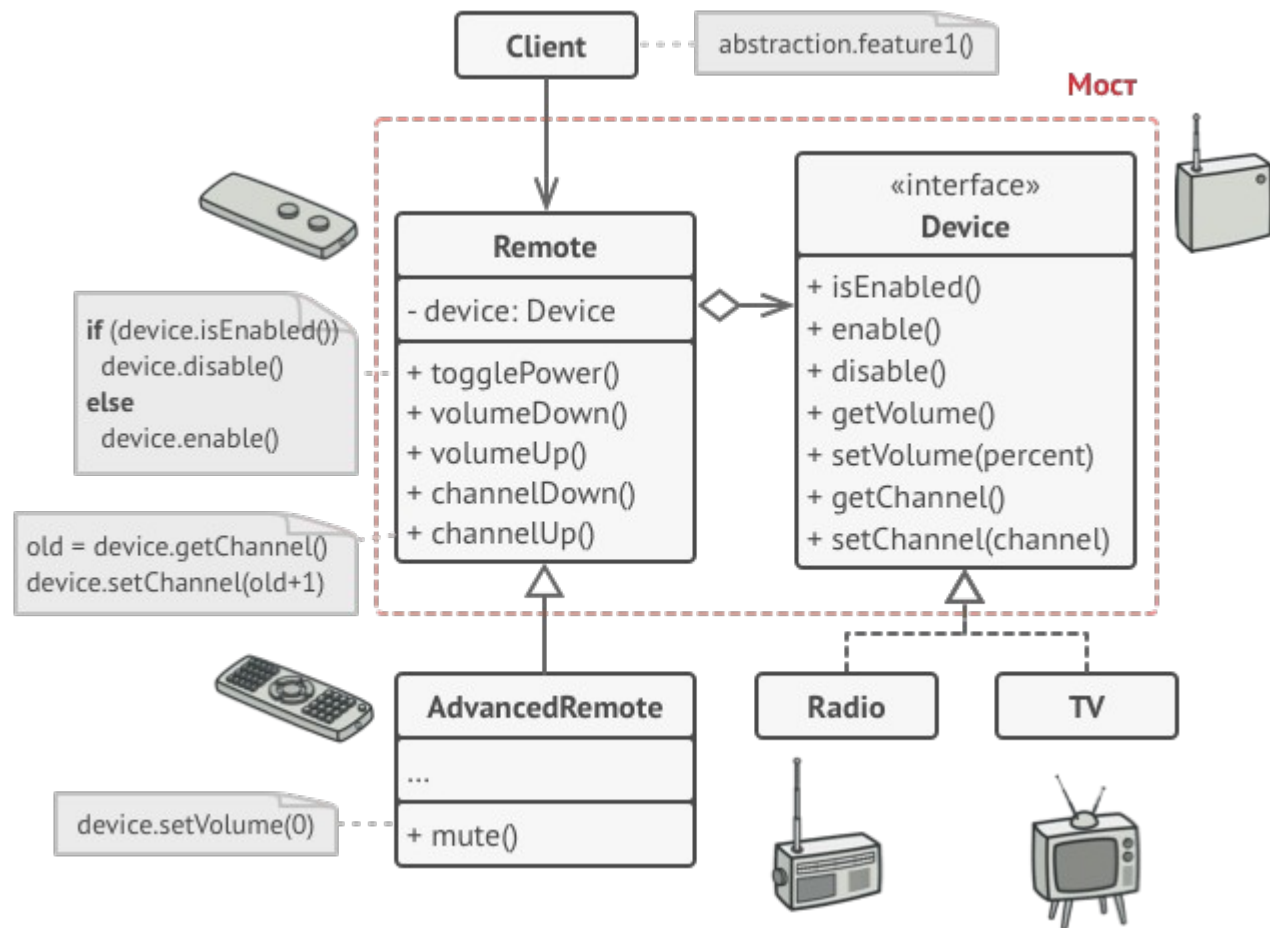 Client
abstraction.feature1()
Мост
Remote
- device: Device
+ togglePower()
+ volumeDown()
+ volumeUp()
+ channelDown()
+ channelUp()
«interface»
Device
+ isEnabled()
+ enable()
+ disable()
+ getVolume()
+ setVolume(percent)
+ getChannel()
+ setChannel(channel)
if (device.isEnabled())
device.disable()
else
device.enable()
old = device.getChannel()
device.setChannel(old+1)
AdvancedRemote
...
+ mute()
device.setVolume(0)
Radio
TV